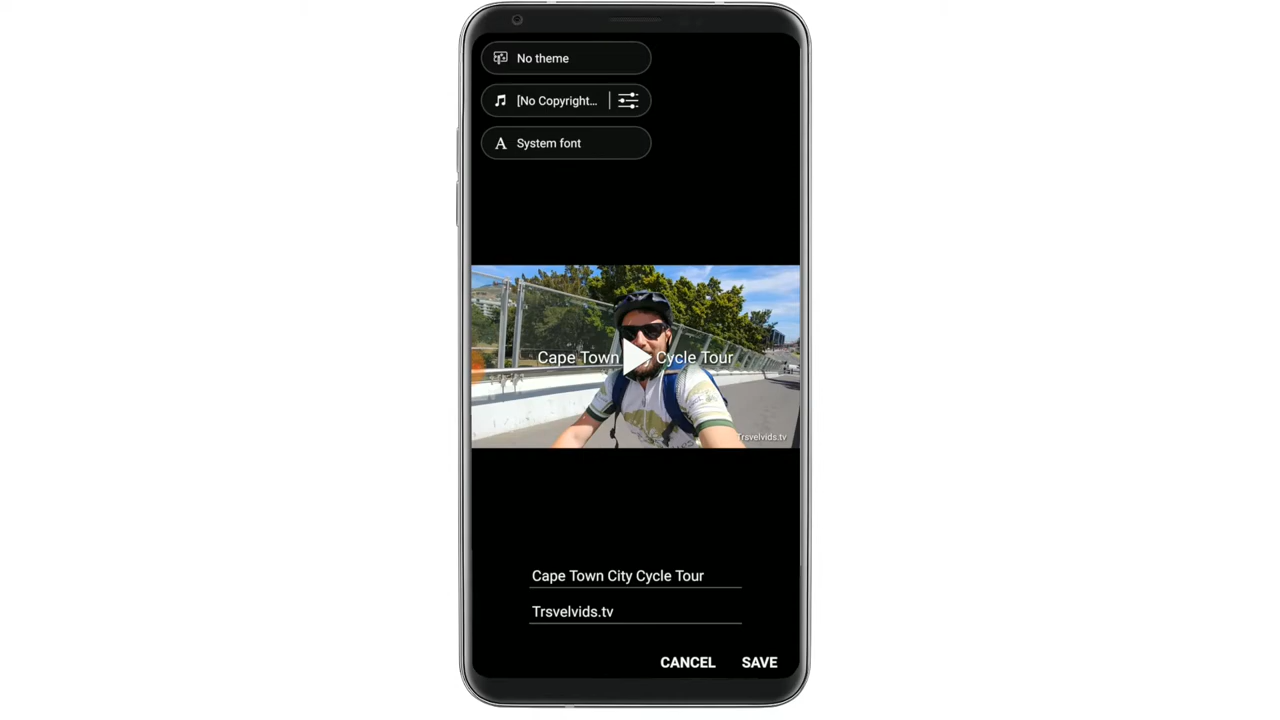 No theme
[No Copyright...
A System font
Cape Town Cycle Tour
Trsvelvids.tv
Cape Town City Cycle Tour
Trsvelvids.tv
CANCEL SAVE